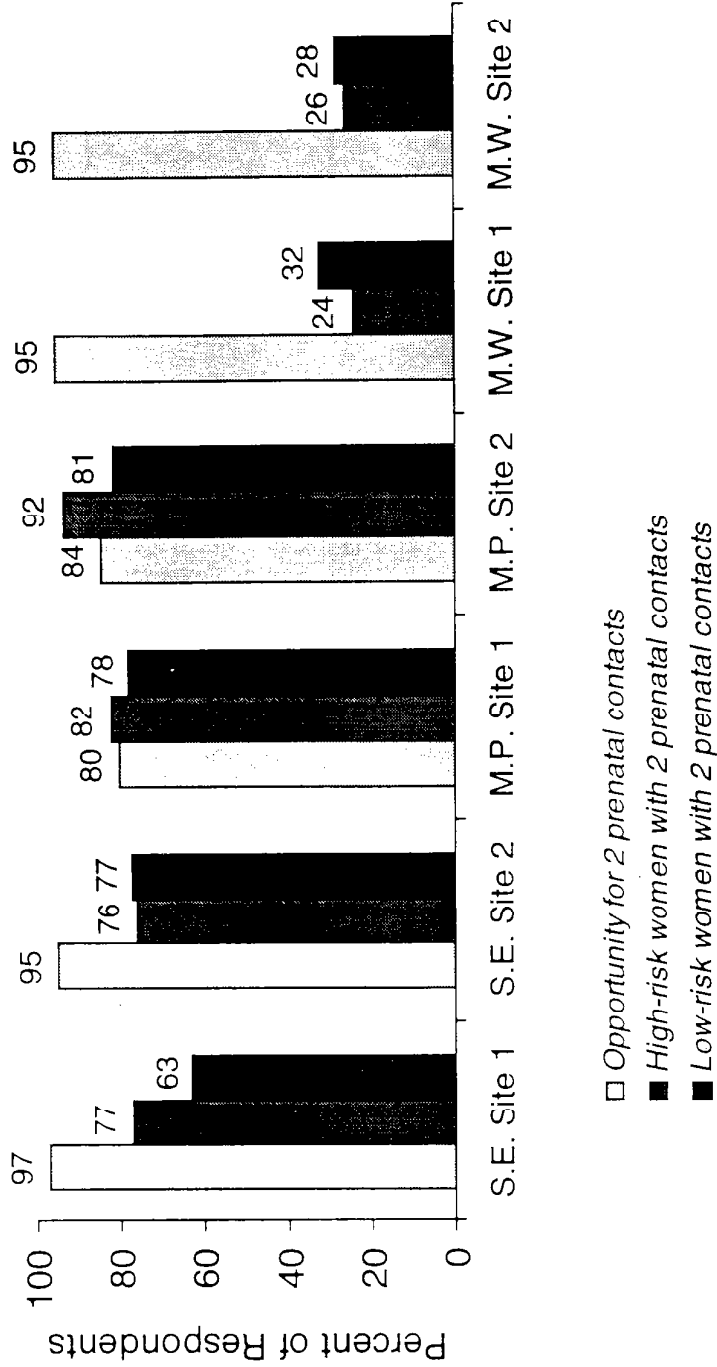 Percent of Respondents
100
80
60
40
20
0
97
77
63
95
76
77
80
82
78
84
92
81
95
24
32
95
26
28
S.E. Site 1
S.E. Site 2
M.P. Site 1
M.P. Site 2
M.W. Site 1
M.W. Site 2
Opportunity for 2 prenatal contacts
High-risk women with 2 prenatal contacts
Low-risk women with 2 prenatal contacts